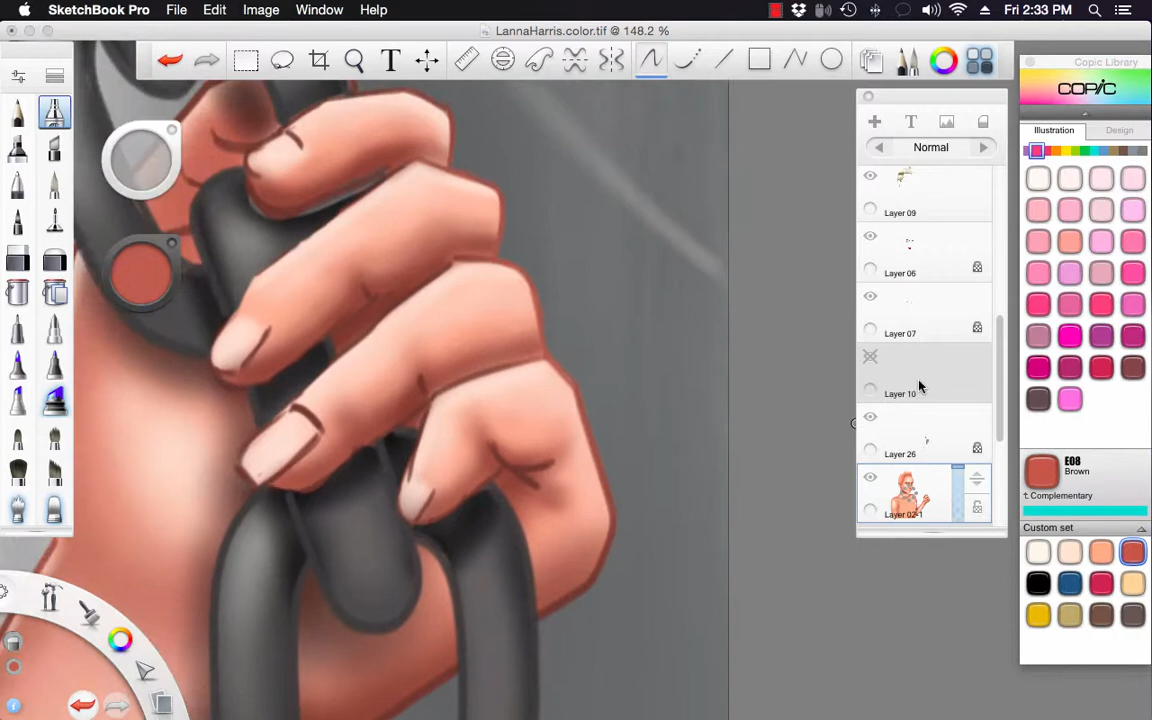 SketchBook Pro File Edit Image Window Help
Fri 2:33 PM
LannaHarris.color.tif @ 148.2 %
T
Copic Library
COPIC
Illustration
Design
T
Normal
Layer 09
Layer 06
Layer 07
Layer 10
Layer 26
Layer 02-1
E08
Brown
1: Complementary
Custom set